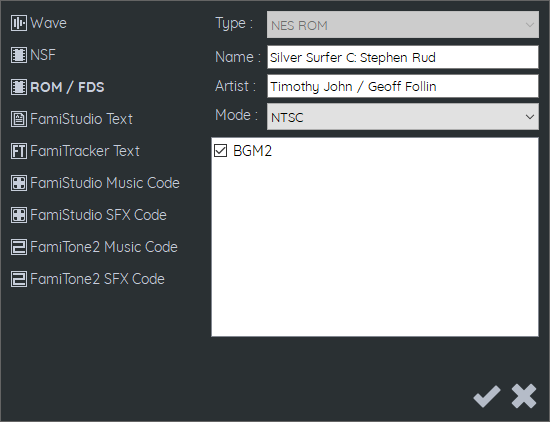 Wave
NSF
ROM / FDS
FamiStudio Text
FamiTracker Text
FamiStudio Music Code
FamiStudio SFX Code
FamiTone2 Music Code
FamiTone2 SFX Code
Type : NES ROM
Name : Silver Surfer C: Stephen Rud
Artist : Timothy John / Geoff Follin
Mode : NTSC
BGM2